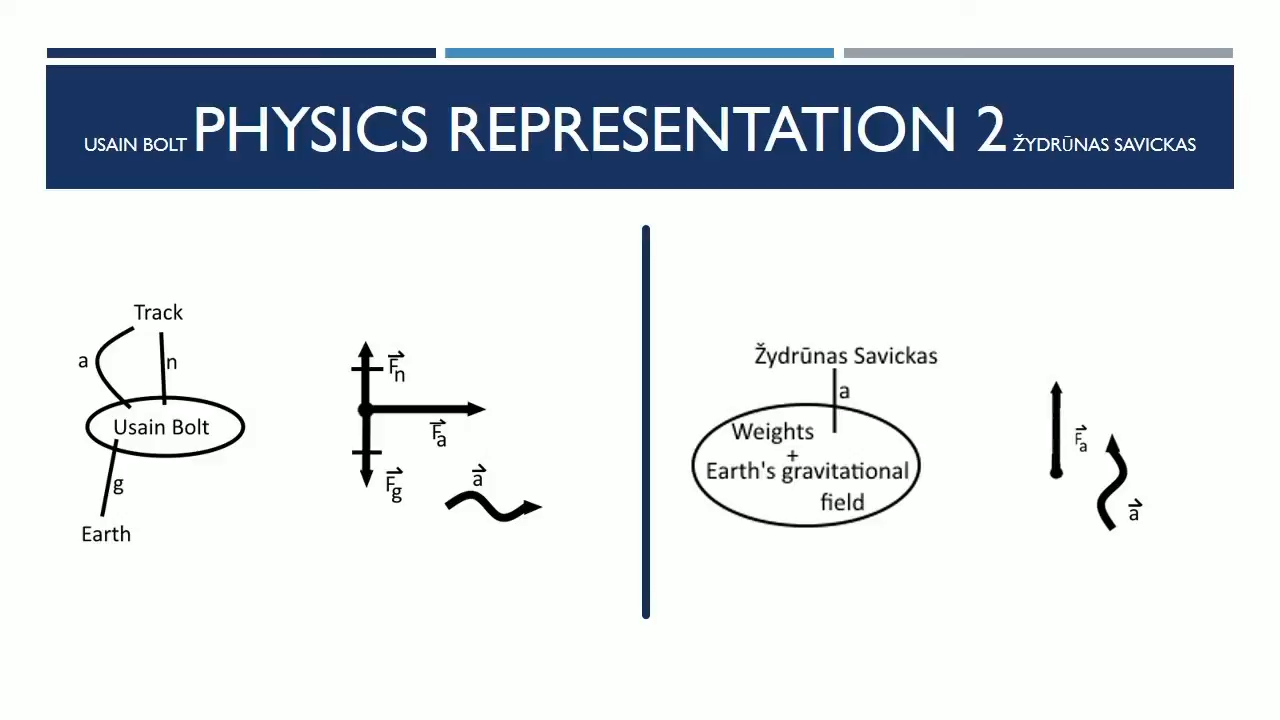 USAIN BOLT PHYSICS REPRESENTATION 2 ŽYDRŪNAS SAVICKAS
Track
a
n
Usain Bolt
g
Earth
F⃗n
F⃗a
F⃗g
a⃗
Žydrūnas Savickas
a
Weights
+
Earth's gravitational
field
F⃗a
a⃗